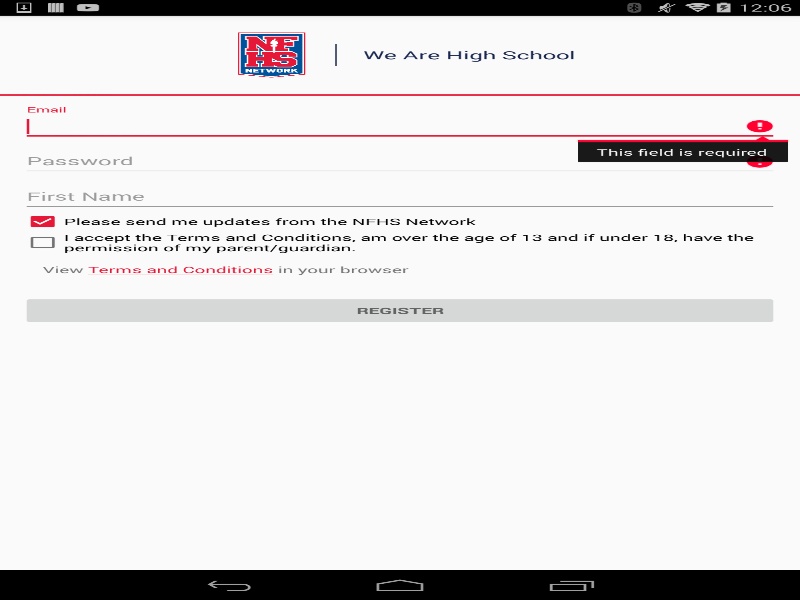 12:06
NF
HS
NETWORK
We Are High School
Email
This field is required
Password
First Name
Please send me updates from the NFHS Network
I accept the Terms and Conditions, am over the age of 13 and if under 18, have the
permission of my parent/guardian.
View Terms and Conditions in your browser
REGISTER